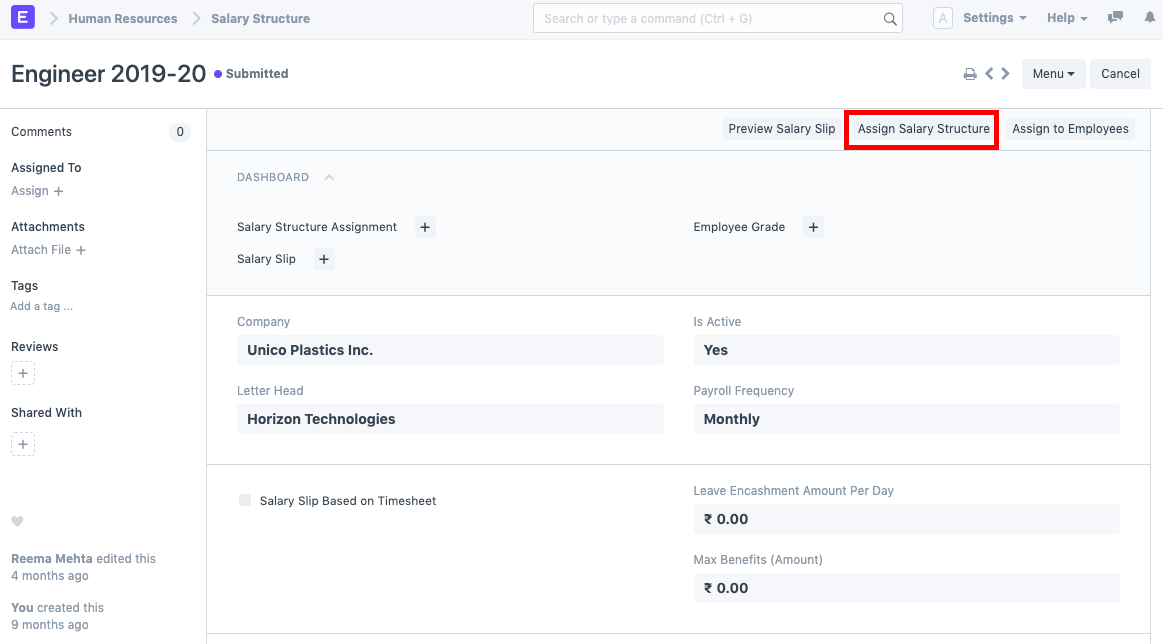 E Human Resources Salary Structure Search or type a command (Ctrl + G) A Settings Help
Engineer 2019-20 Submitted Menu Cancel
Comments 0
Assigned To
Assign +
Attachments
Attach File +
Tags
Add a tag ...
Reviews
+
Shared With
+
Reema Mehta edited this
4 months ago
You created this
9 months ago
Preview Salary Slip Assign Salary Structure Assign to Employees
DASHBOARD
Salary Structure Assignment + Employee Grade +
Salary Slip +
Company Is Active
Unico Plastics Inc. Yes
Letter Head Payroll Frequency
Horizon Technologies Monthly
Salary Slip Based on Timesheet
Leave Encashment Amount Per Day
₹ 0.00
Max Benefits (Amount)
₹ 0.00